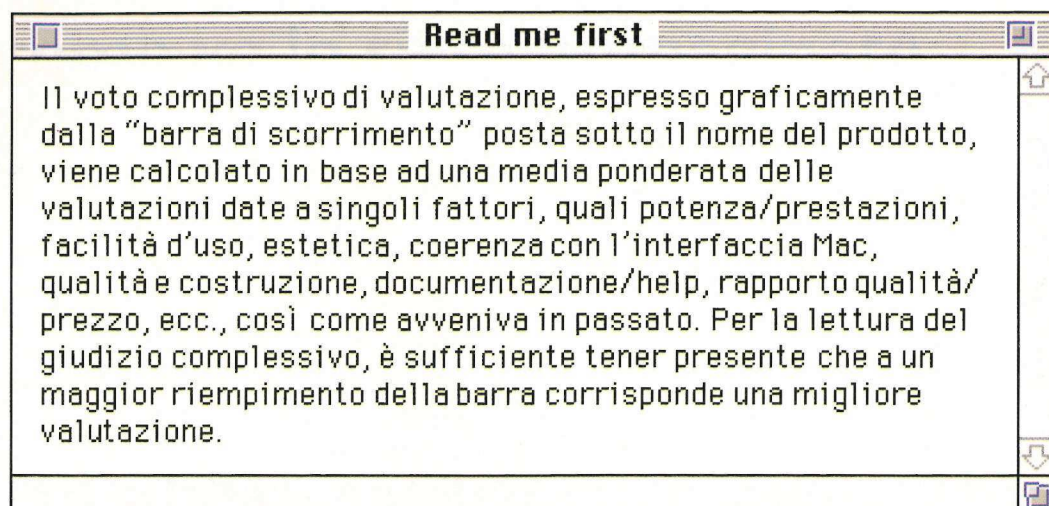 Read me first
Il voto complessivo di valutazione, espresso graficamente
dalla “barra di scorrimento” posta sotto il nome del prodotto,
viene calcolato in base ad una media ponderata delle
valutazioni date a singoli fattori, quali potenza/prestazioni,
facilità d'uso, estetica, coerenza con l'interfaccia Mac,
qualità e costruzione, documentazione/help, rapporto qualità/
prezzo, ecc., così come avveniva in passato. Per la lettura del
giudizio complessivo, è sufficiente tener presente che a un
maggior riempimento della barra corrisponde una migliore
valutazione.